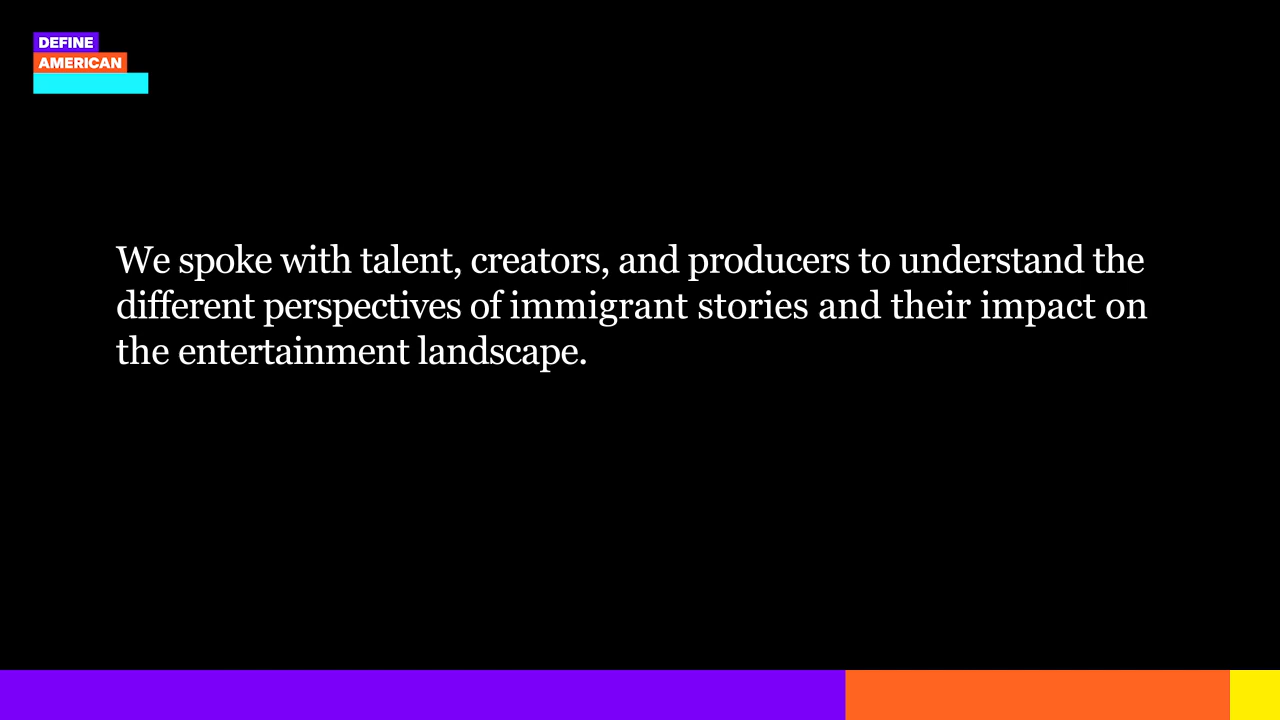 DEFINE
AMERICAN
We spoke with talent, creators, and producers to understand the
different perspectives of immigrant stories and their impact on
the entertainment landscape.